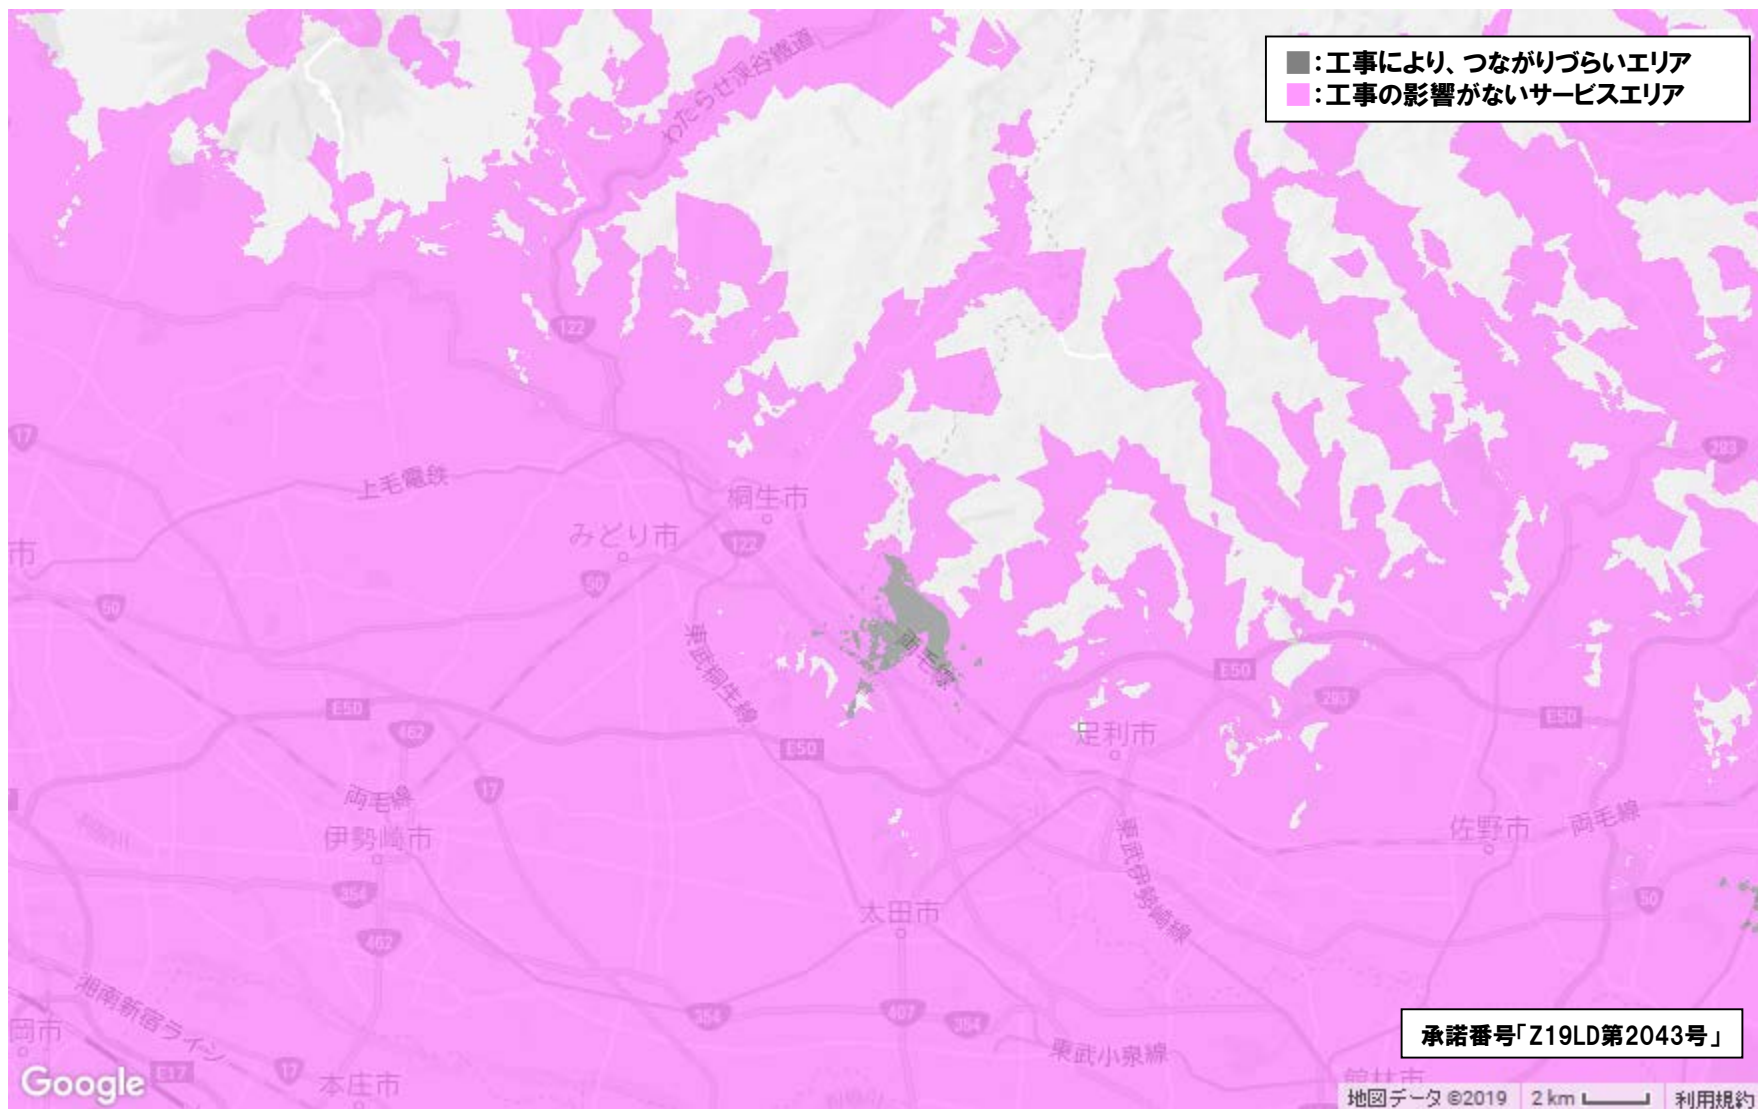 ■:工事により、つながりづらいエリア
■:工事の影響がないサービスエリア
わたらせ渓谷鐵道
122
17
283
上毛電鉄
桐生市
みどり市
122
市
50
50
両毛線
東武桐生線
E50
E50
293
E50
462
足利市
E50
17
両毛線
伊勢崎市
佐野市
両毛線
東武伊勢崎線
354
50
太田市
462
湘南新宿ライン
354
407
354
岡市
承諾番号「Z19LD第2043号」
東武小泉線
17
E17
本庄市
館林市
Google
地図データ ©2019
2 km
利用規約